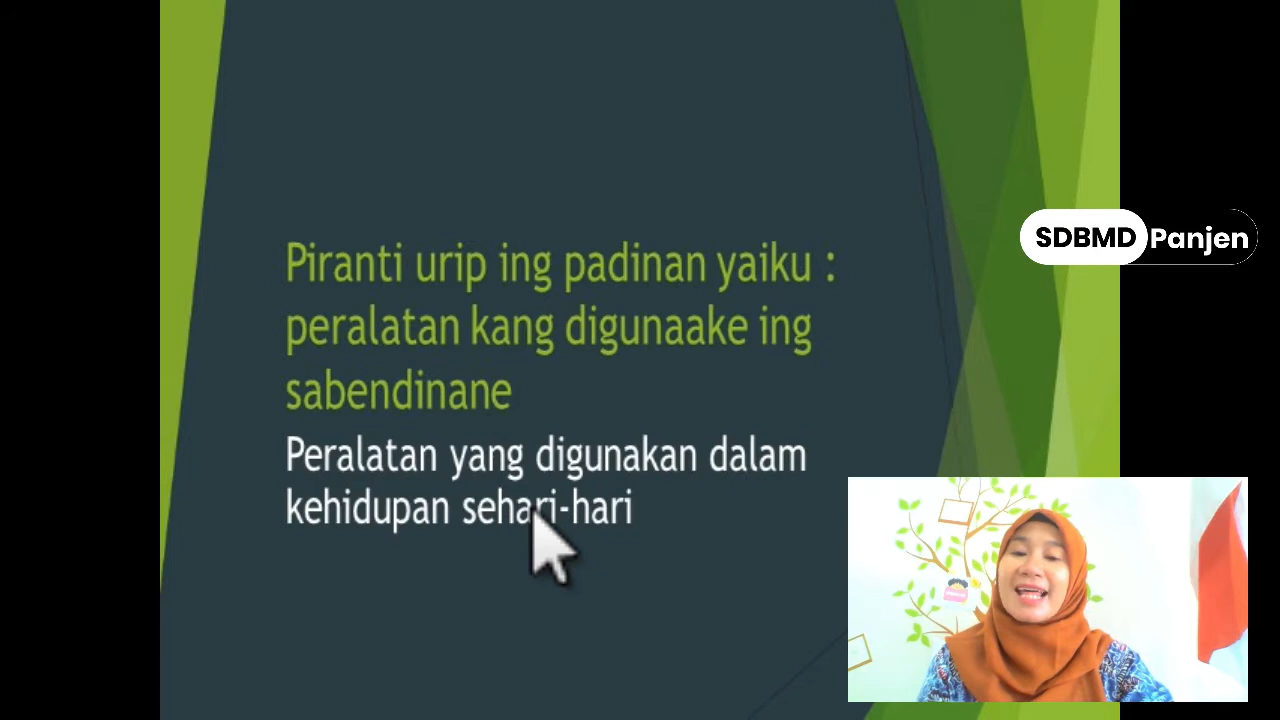 Piranti urip ing padinan yaiku :
peralatan kang digunaake ing
sabendinane
Peralatan yang digunakan dalam
kehidupan sehari-hari
SDBMD Panjen